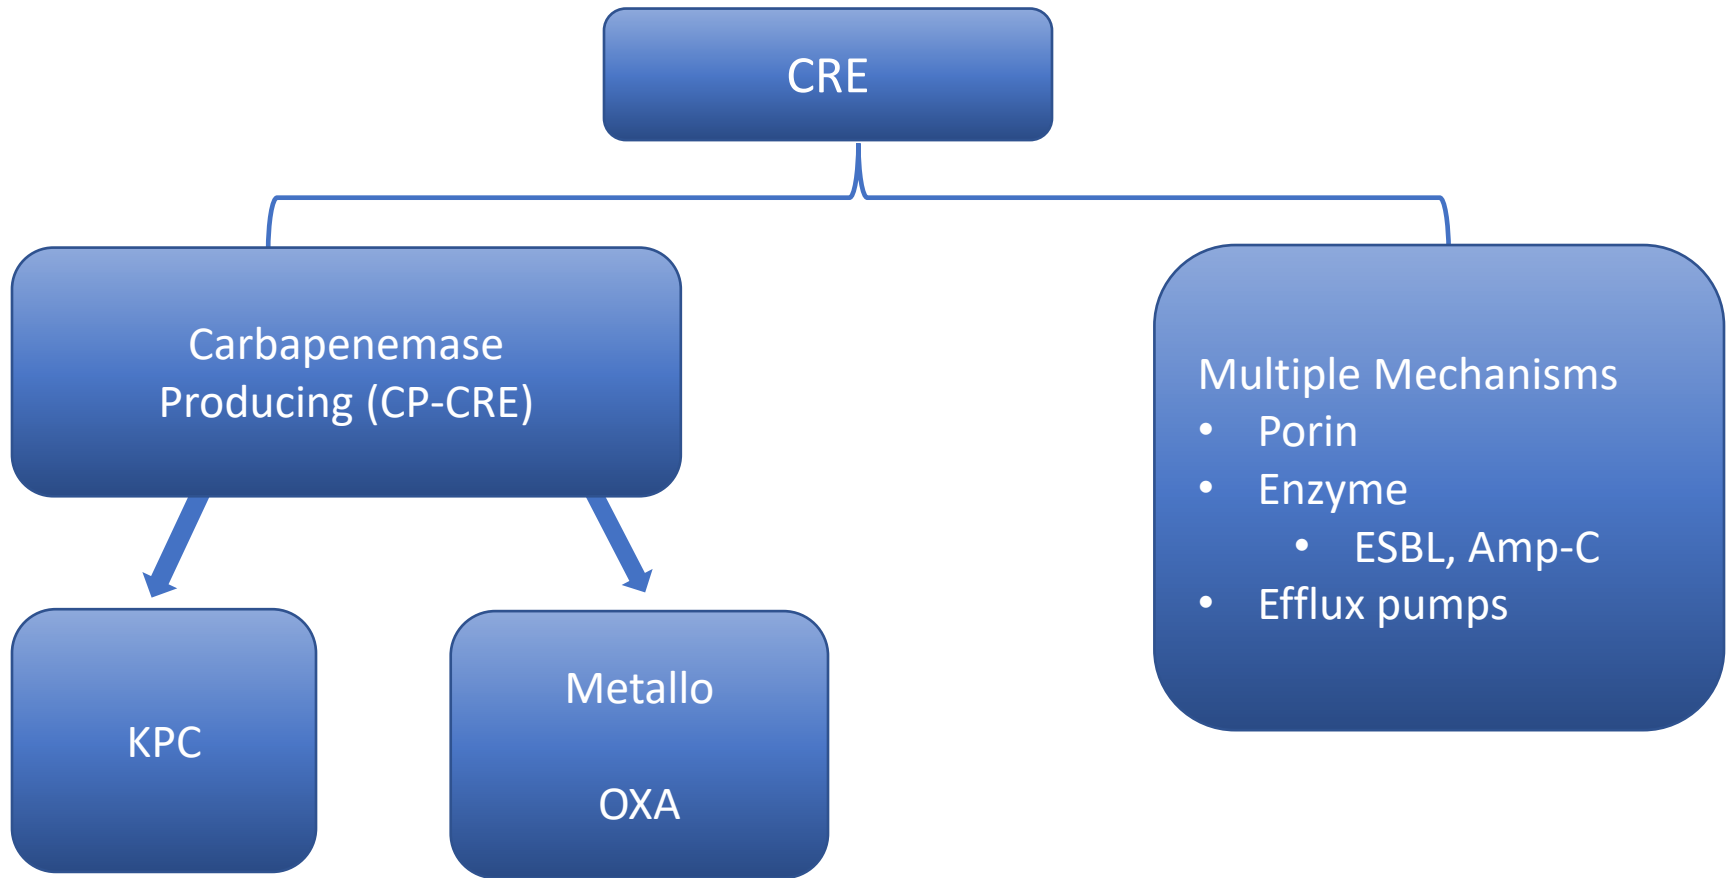 CRE
Carbapenemase
Producing (CP-CRE)
Multiple Mechanisms
• Porin
• Enzyme
• ESBL, Amp-C
• Efflux pumps
KPC
Metallo
OXA